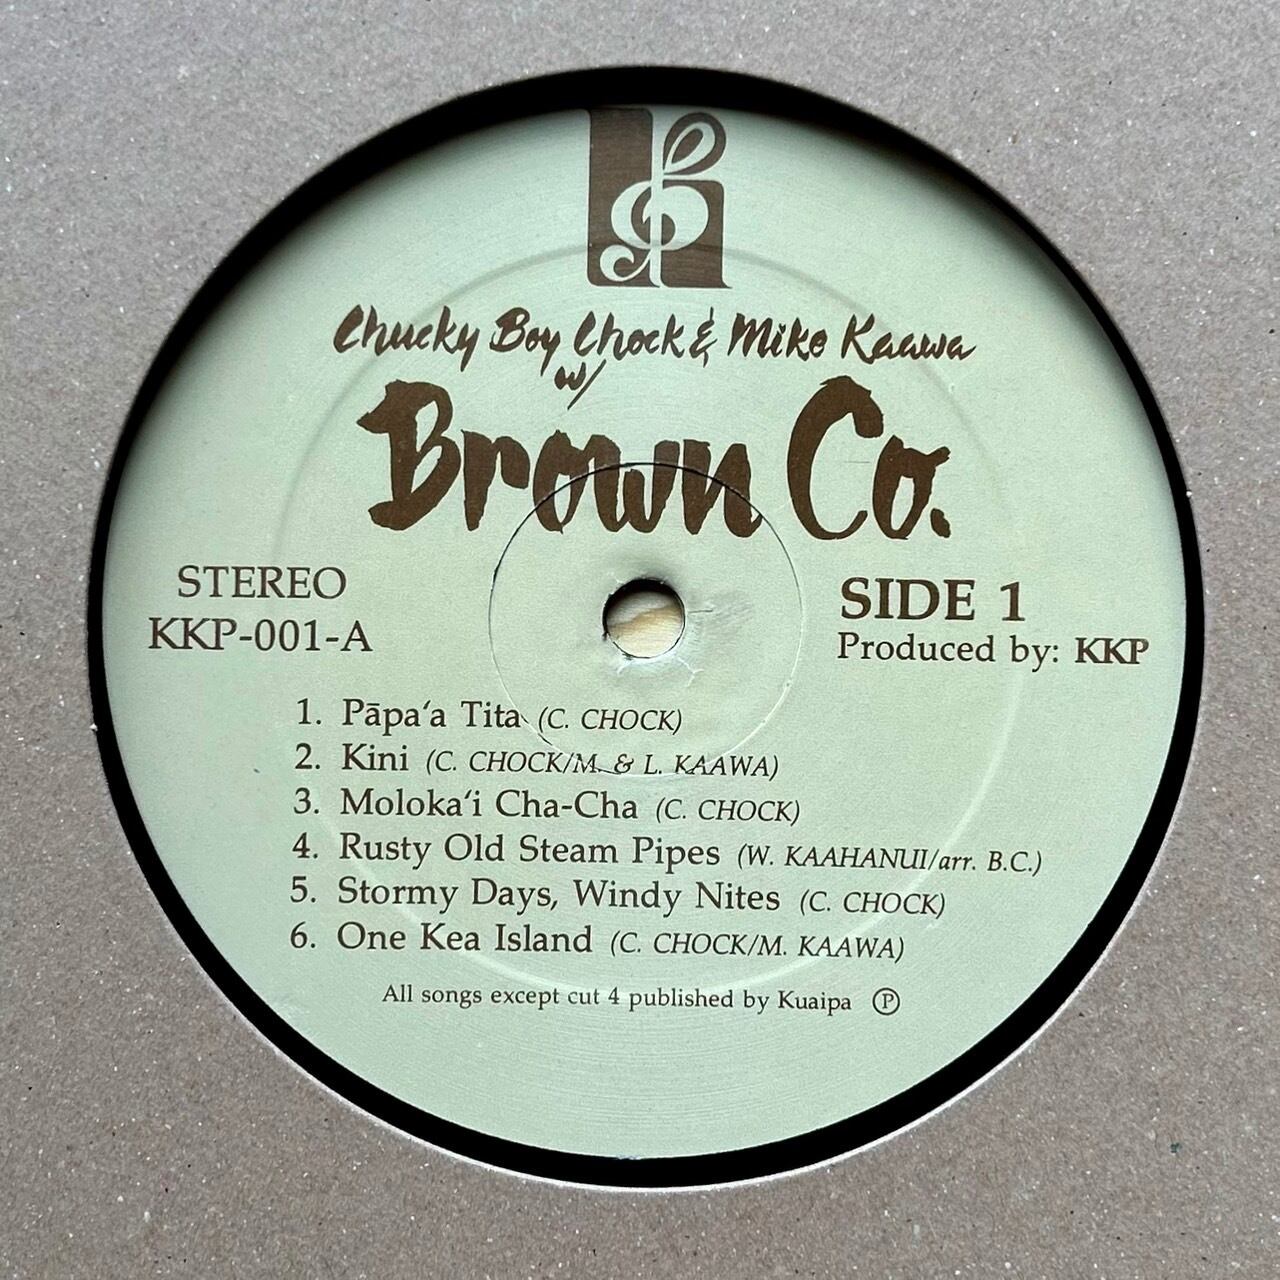 Chucky Boy Chock & Mike Kaawa
w/
Brown Co.
STEREO
KKP-001-A
SIDE 1
Produced by: KKP
1. Pāpa‘a Tita (C. CHOCK)
2. Kini (C. CHOCK/M. & L. KAAWA)
3. Moloka‘i Cha-Cha (C. CHOCK)
4. Rusty Old Steam Pipes (W. KAAHANUI/arr. B.C.)
5. Stormy Days, Windy Nites (C. CHOCK)
6. One Kea Island (C. CHOCK/M. KAAWA)
All songs except cut 4 published by Kuaipa ℗